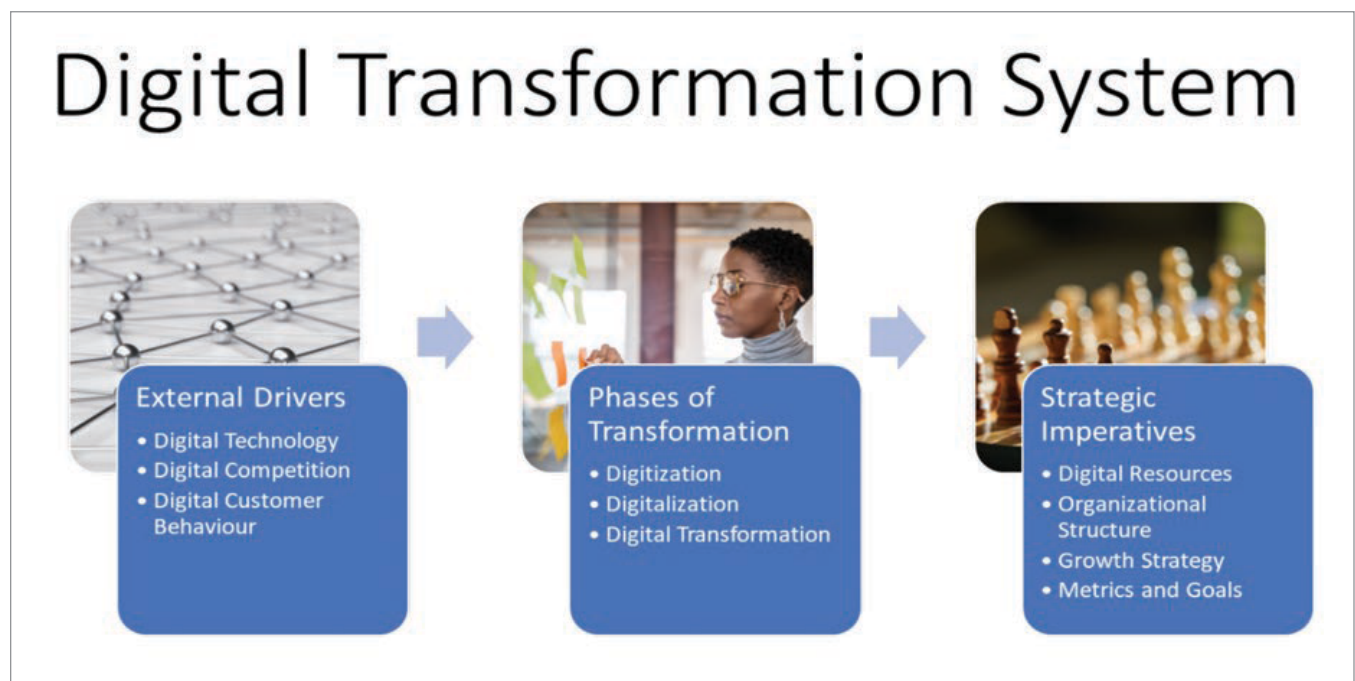 Digital Transformation System
External Drivers
• Digital Technology
• Digital Competition
• Digital Customer
Behaviour
Phases of
Transformation
• Digitization
• Digitalization
• Digital Transformation
Strategic
Imperatives
• Digital Resources
• Organizational
Structure
• Growth Strategy
• Metrics and Goals